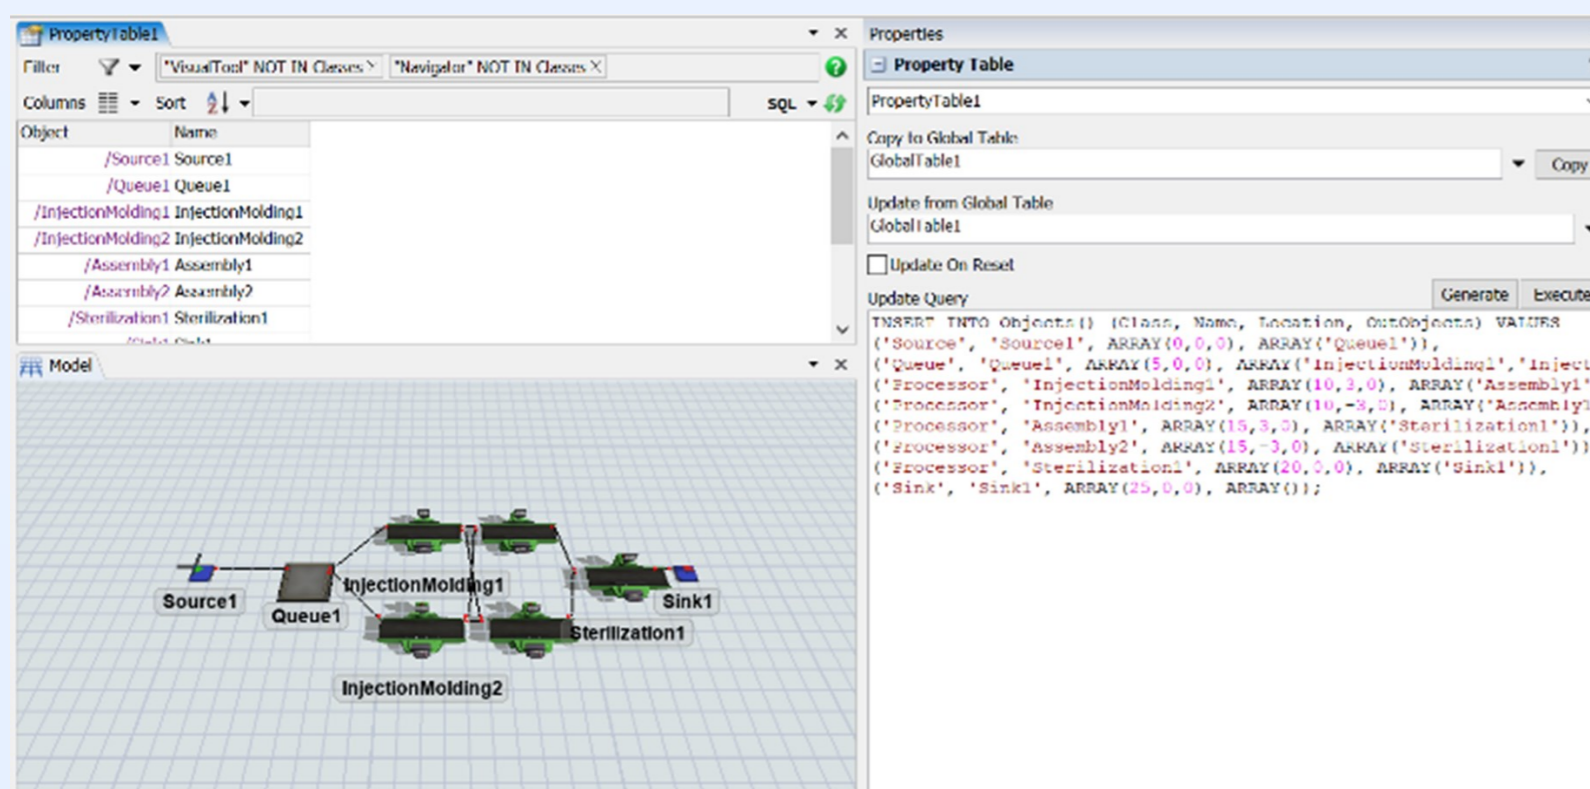 PropertyTable1
Filter "VisualTool" NOT IN Classes "Navigator" NOT IN Classes
Columns Sort SQL
Object Name
/Source1 Source1
/Queue1 Queue1
/InjectionMolding1 InjectionMolding1
/InjectionMolding2 InjectionMolding2
/Assembly1 Assembly1
/Assembly2 Assembly2
/Sterilization1 Sterilization1
/Sink1 Sink1
Model
Source1
Queue1
InjectionMolding1
InjectionMolding2
Sterilization1
Sink1
Properties
Property Table
PropertyTable1
Copy to Global Table
GlobalTable1 Copy
Update from Global Table
GlobalTable1
Update On Reset
Update Query Generate Execute
INSERT INTO Objects() (Class, Name, Location, OutObjects) VALUES
('Source', 'Source1', ARRAY(0,0,0), ARRAY('Queue1')),
('Queue', 'Queue1', ARRAY(5,0,0), ARRAY('InjectionMolding1','Inject
('Processor', 'InjectionMolding1', ARRAY(10,3,0), ARRAY('Assembly1'
('Processor', 'InjectionMolding2', ARRAY(10,-3,0), ARRAY('Assembly1
('Processor', 'Assembly1', ARRAY(15,3,0), ARRAY('Sterilization1')),
('Processor', 'Assembly2', ARRAY(15,-3,0), ARRAY('Sterilization1'))
('Processor', 'Sterilization1', ARRAY(20,0,0), ARRAY('Sink1')),
('Sink', 'Sink1', ARRAY(25,0,0), ARRAY());